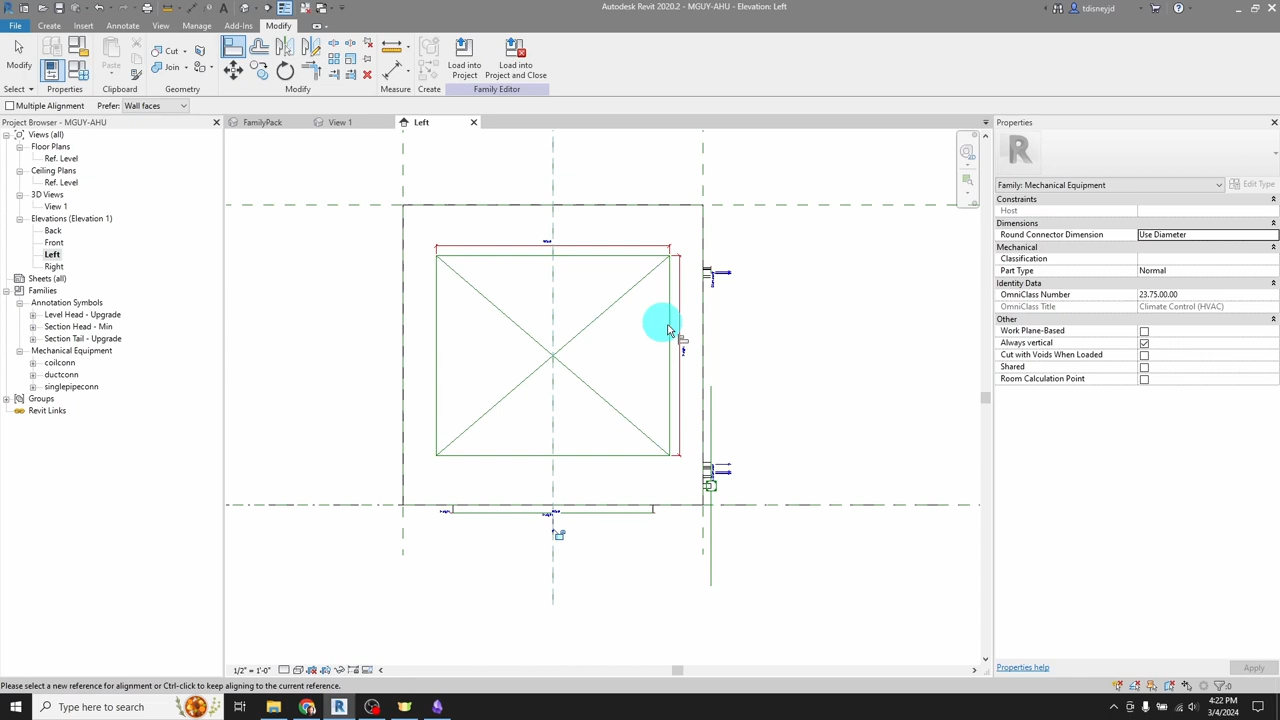 Autodesk Revit 2020.2 - MGUY-AHU - Elevation: Left
tdisneyjd
File
Create
Insert
Annotate
View
Manage
Add-Ins
Modify
Modify
Paste
Cut
Join
Load into
Project
Load into
Project and Close
Select
Properties
Clipboard
Geometry
Modify
Measure
Create
Family Editor
Multiple Alignment
Prefer:
Wall faces
Project Browser - MGUY-AHU
FamilyPack
View 1
Left
Properties
Views (all)
Floor Plans
Ref. Level
Ceiling Plans
Ref. Level
3D Views
View 1
Elevations (Elevation 1)
Back
Front
Left
Right
Sheets (all)
Families
Annotation Symbols
Level Head - Upgrade
Section Head - Min
Section Tail - Upgrade
Mechanical Equipment
coilconn
ductconn
singlepipeconn
Groups
Revit Links
Family: Mechanical Equipment
Edit Type
Constraints
Host
Dimensions
Round Connector Dimension
Use Diameter
Mechanical
Classification
Part Type
Normal
Identity Data
OmniClass Number
23.75.00.00
OmniClass Title
Climate Control (HVAC)
Other
Work Plane-Based
Always vertical
Cut with Voids When Loaded
Shared
Room Calculation Point
Properties help
Apply
1/2" = 1'-0"
Please select a new reference for alignment or Ctrl-click to keep aligning to the current reference.
:0
Type here to search
4:22 PM
3/4/2024